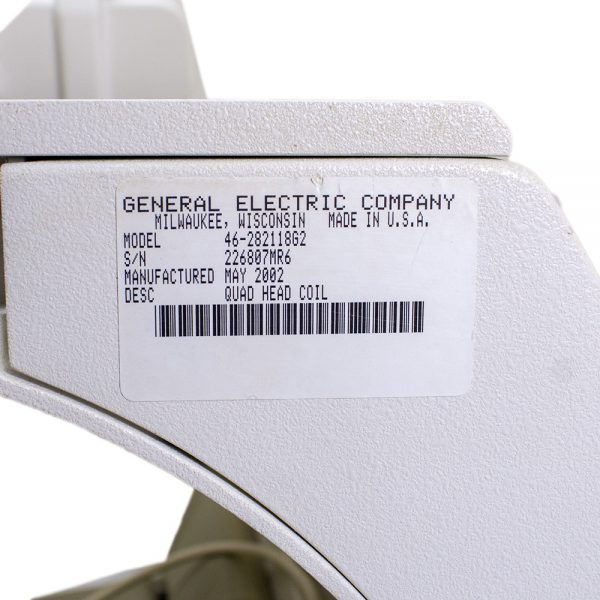 GENERAL ELECTRIC COMPANY
MILWAUKEE, WISCONSIN MADE IN U.S.A.
MODEL 46-282118G2
S/N 226807MR6
MANUFACTURED MAY 2002
DESC QUAD HEAD COIL